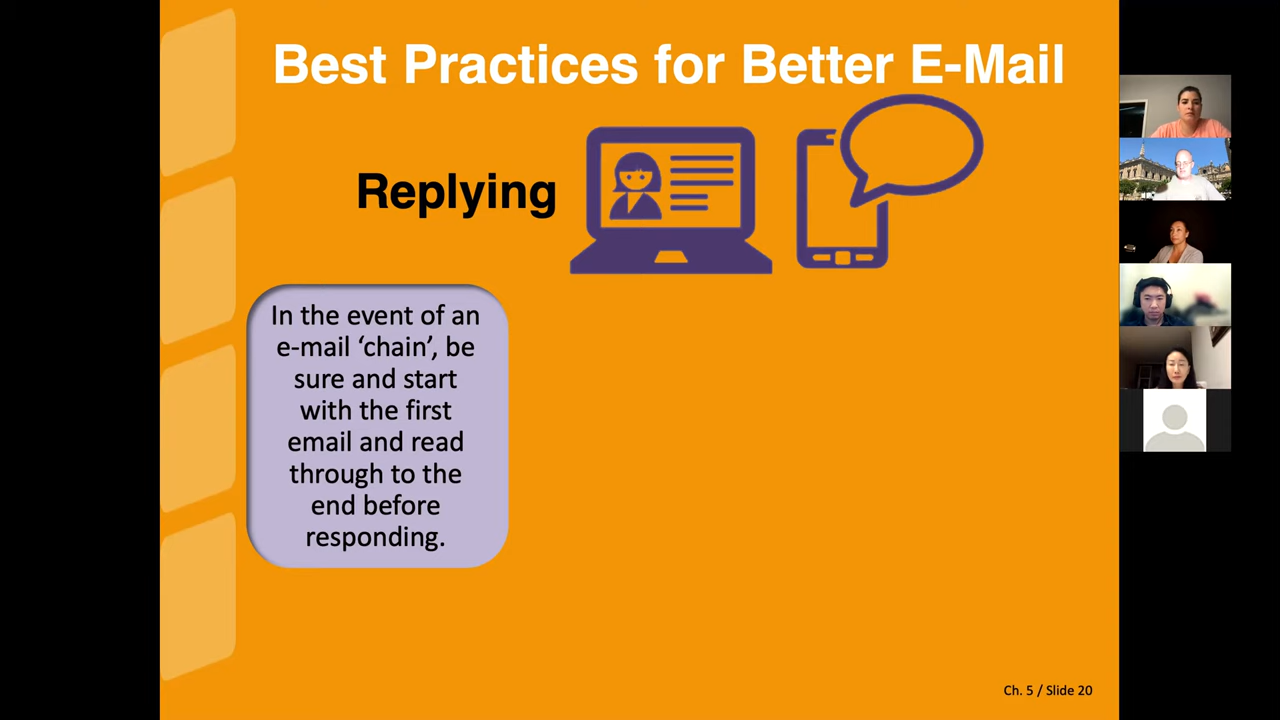 Best Practices for Better E-Mail
Replying
In the event of an
e-mail ‘chain’, be
sure and start
with the first
email and read
through to the
end before
responding.
Ch. 5 / Slide 20